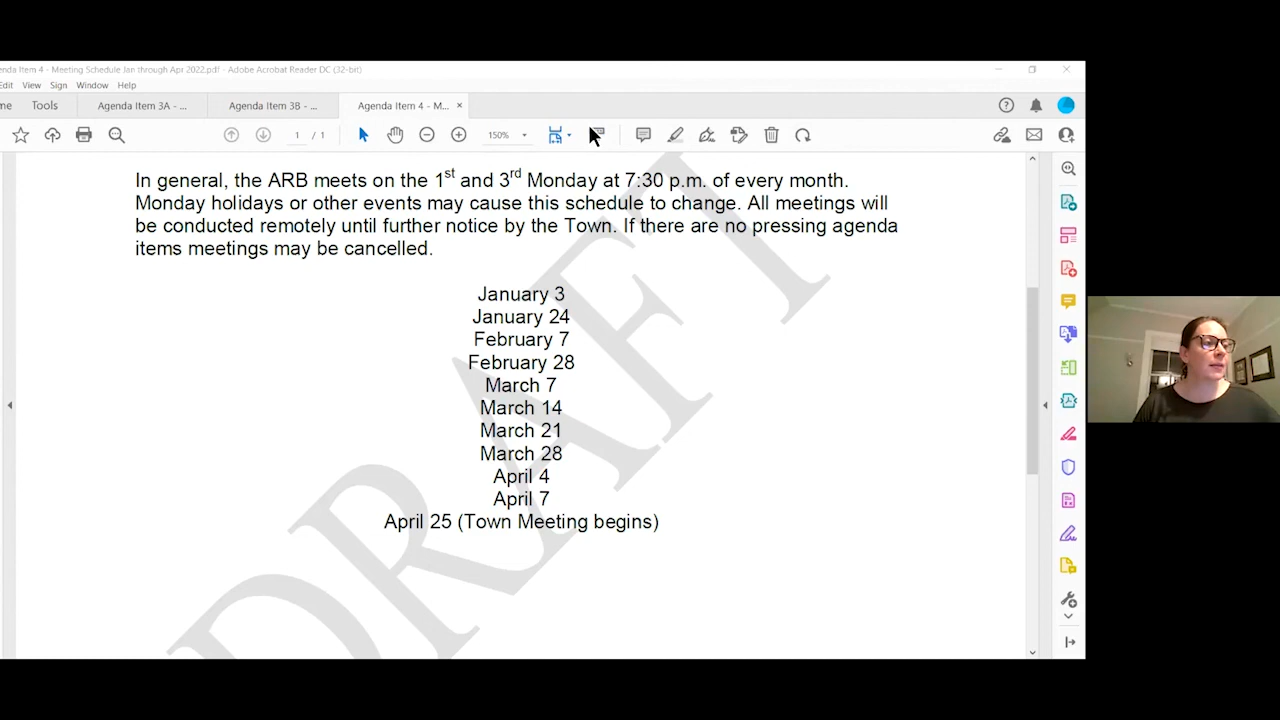 enda Item 4 - Meeting Schedule Jan through Apr 2022.pdf - Adobe Acrobat Reader DC (32-bit)
Edit View Sign Window Help
me Tools Agenda Item 3A - ... Agenda Item 3B - ... Agenda Item 4 - M... ×
1 / 1 150%
In general, the ARB meets on the 1st and 3rd Monday at 7:30 p.m. of every month.
Monday holidays or other events may cause this schedule to change. All meetings will
be conducted remotely until further notice by the Town. If there are no pressing agenda
items meetings may be cancelled.
January 3
January 24
February 7
February 28
March 7
March 14
March 21
March 28
April 4
April 7
April 25 (Town Meeting begins)
DRAFT